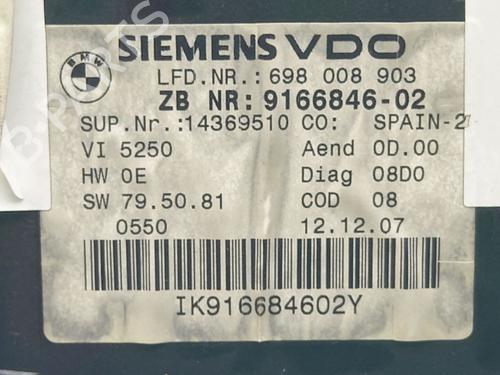 BMW
SIEMENS VDO
LFD.NR.: 698 008 903
ZB NR: 9166846-02
SUP.Nr.:14369510 CO: SPAIN-2
VI 5250 Aend 0D.00
HW 0E Diag 08D0
SW 79.50.81 COD 08
0550 12.12.07
IK916684602Y